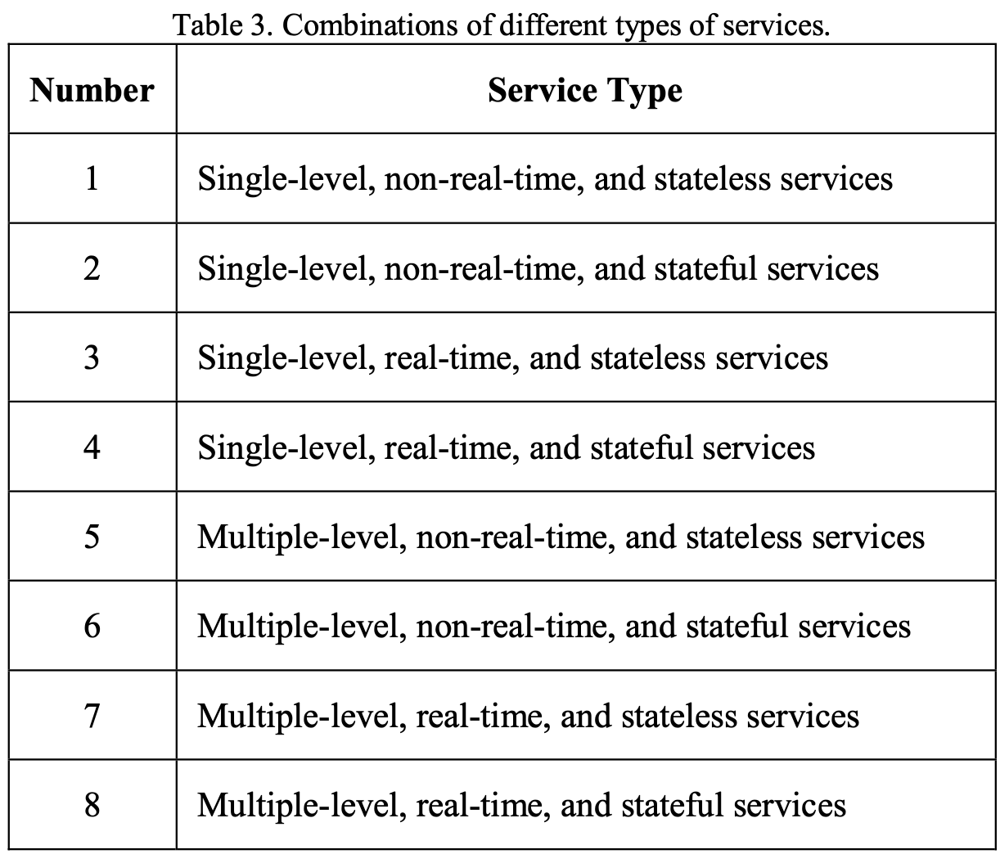 Table 3. Combinations of different types of services.
Number Service Type
1 Single-level, non-real-time, and stateless services
2 Single-level, non-real-time, and stateful services
3 Single-level, real-time, and stateless services
4 Single-level, real-time, and stateful services
5 Multiple-level, non-real-time, and stateless services
6 Multiple-level, non-real-time, and stateful services
7 Multiple-level, real-time, and stateless services
8 Multiple-level, real-time, and stateful services